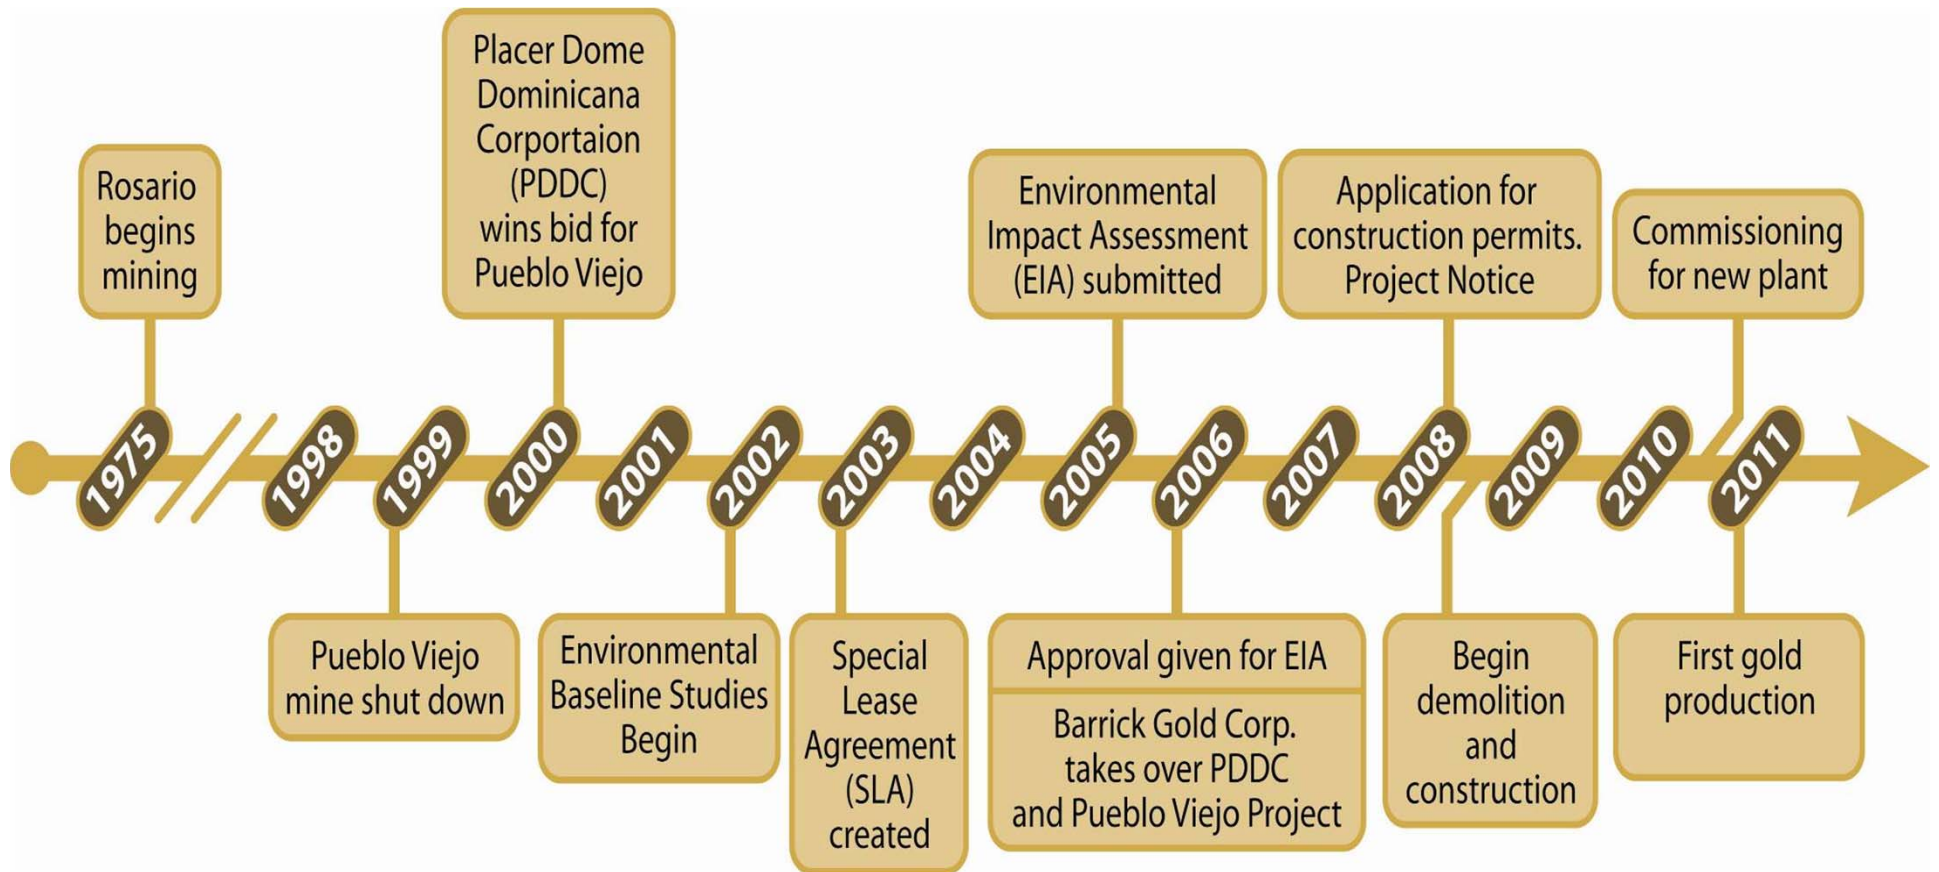 Rosario
begins
mining
Placer Dome
Dominicana
Corportaion
(PDDC)
wins bid for
Pueblo Viejo
Environmental
Impact Assessment
(EIA) submitted
Application for
construction permits.
Project Notice
Commissioning
for new plant
1975
1998
1999
2000
2001
2002
2003
2004
2005
2006
2007
2008
2009
2010
2011
Pueblo Viejo
mine shut down
Environmental
Baseline Studies
Begin
Special
Lease
Agreement
(SLA)
created
Approval given for EIA
Barrick Gold Corp.
takes over PDDC
and Pueblo Viejo Project
Begin
demolition
and
construction
First gold
production